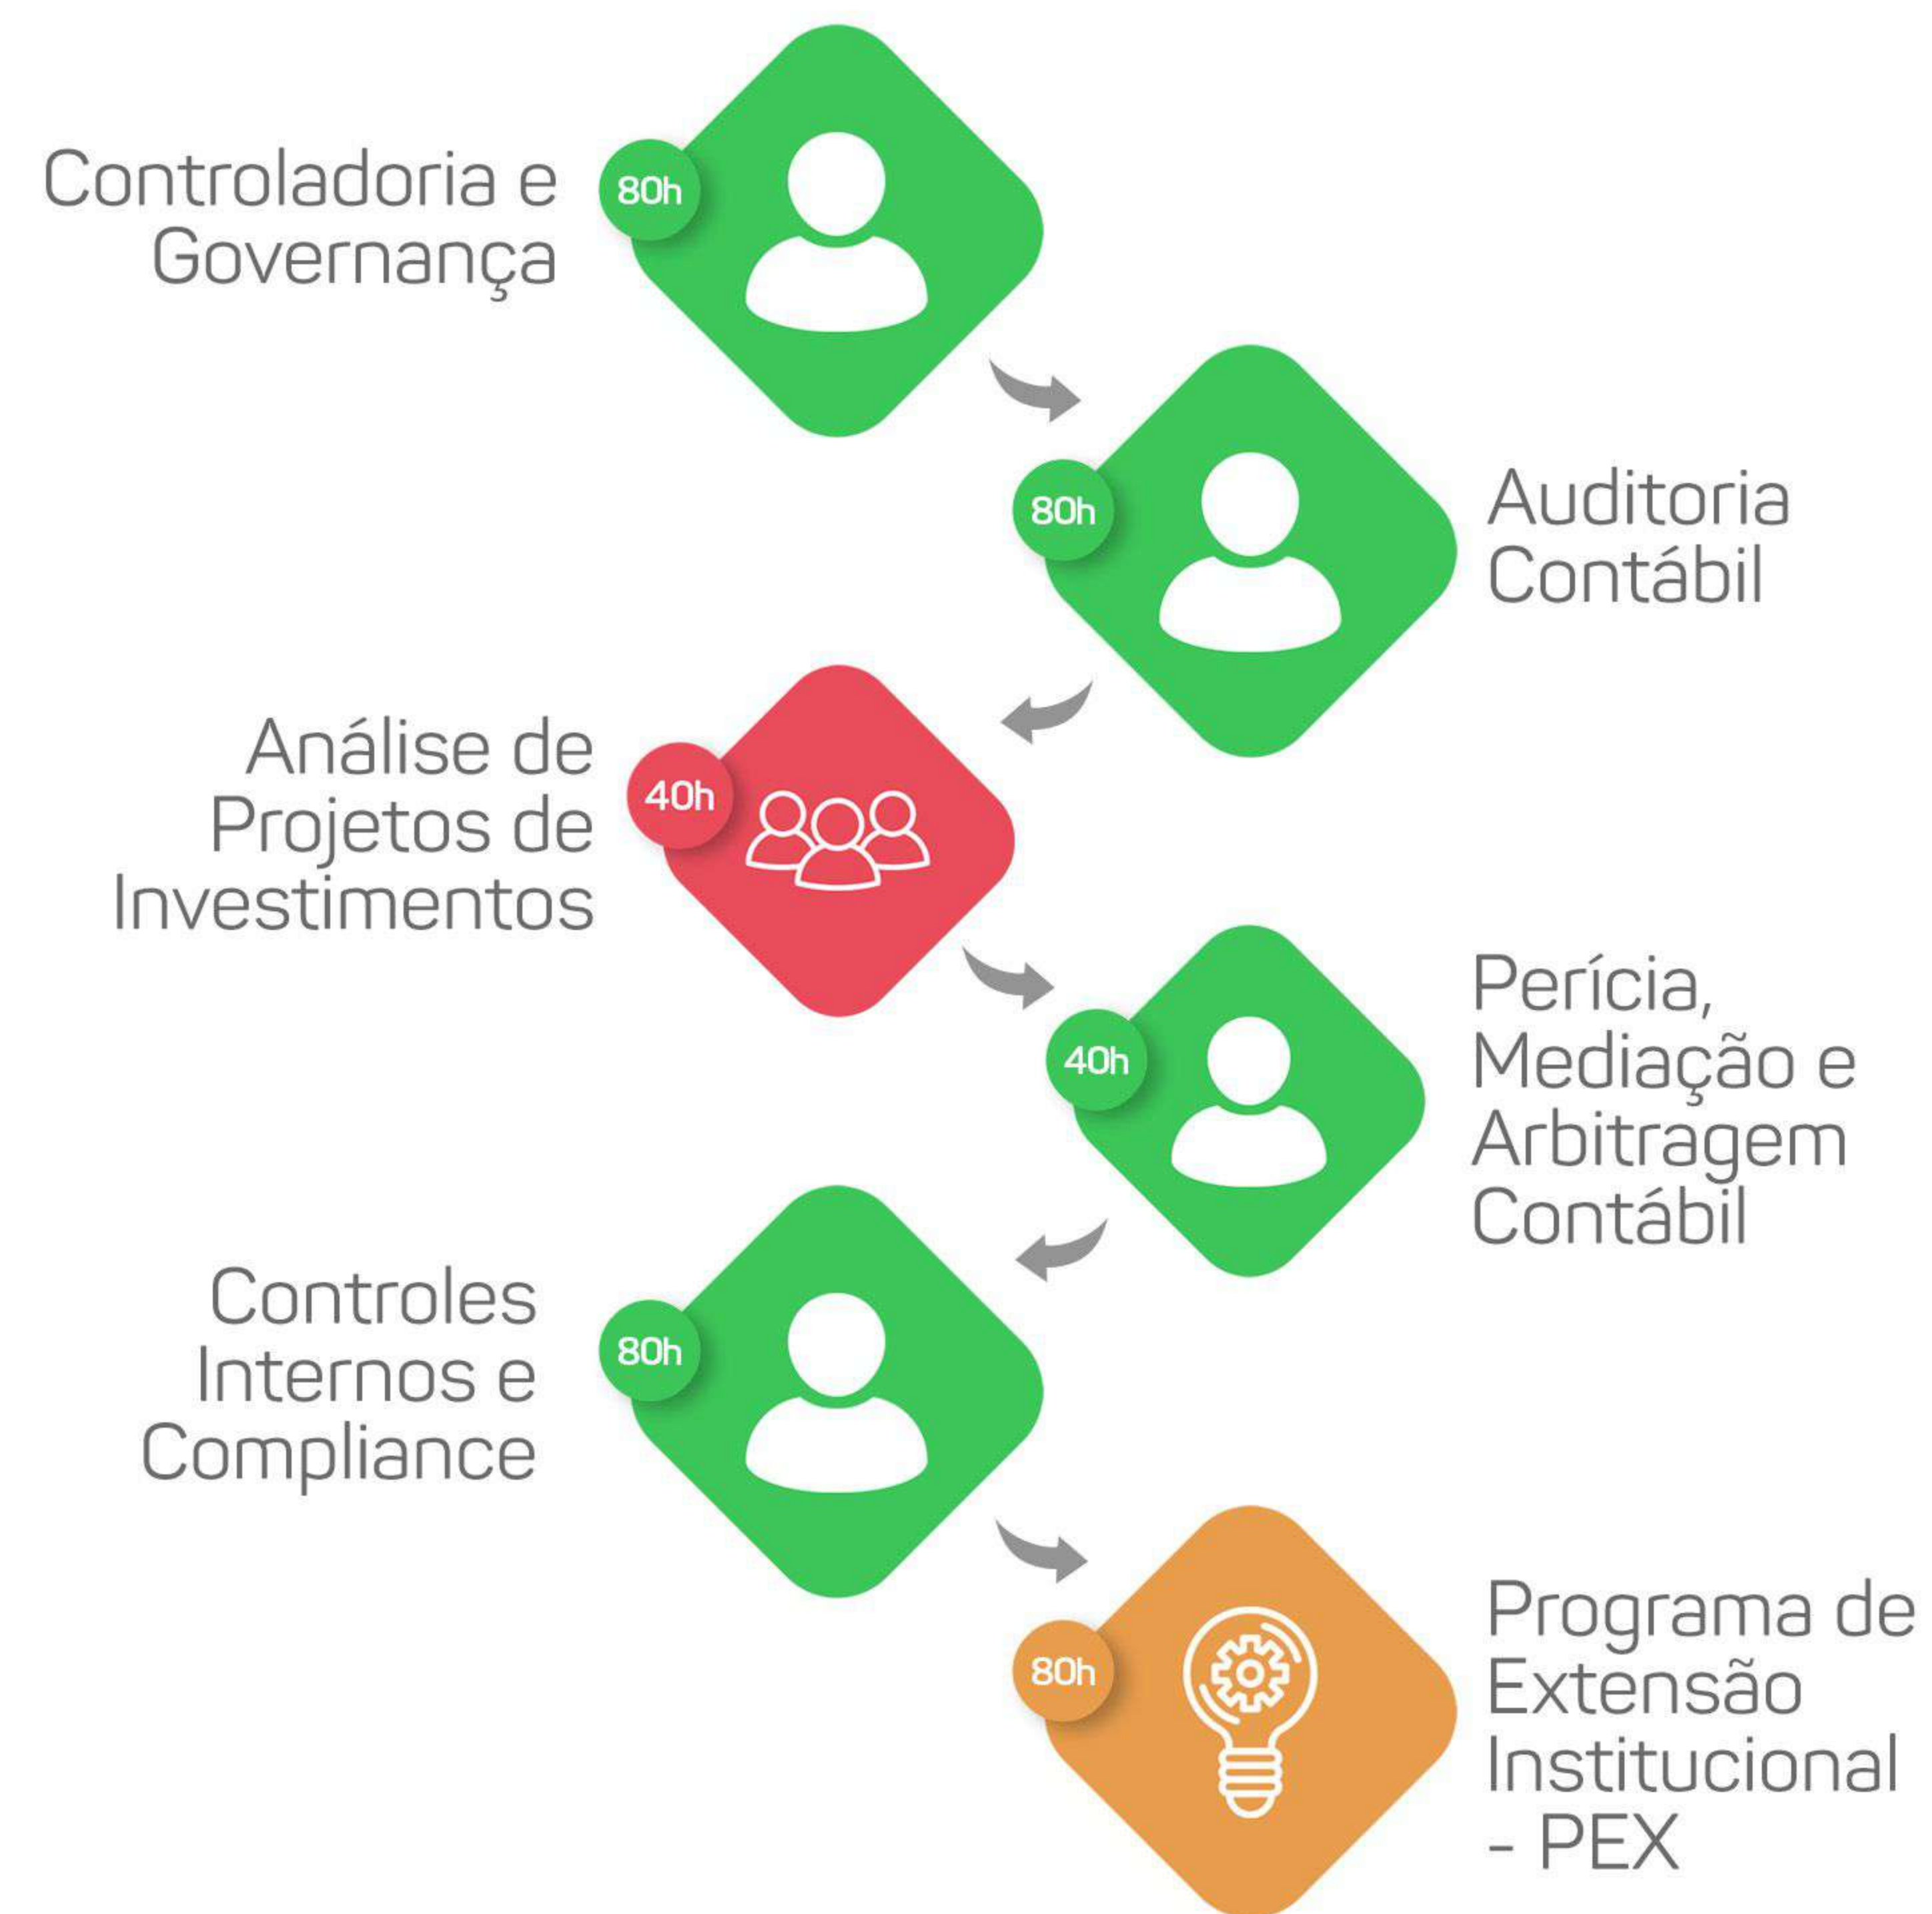 Controladoria e
Governança
80h
80h
Auditoria
Contábil
Análise de
Projetos de
Investimentos
40h
40h
Perícia,
Mediação e
Arbitragem
Contábil
Controles
Internos e
Compliance
80h
80h
Programa de
Extensão
Institucional
- PEX